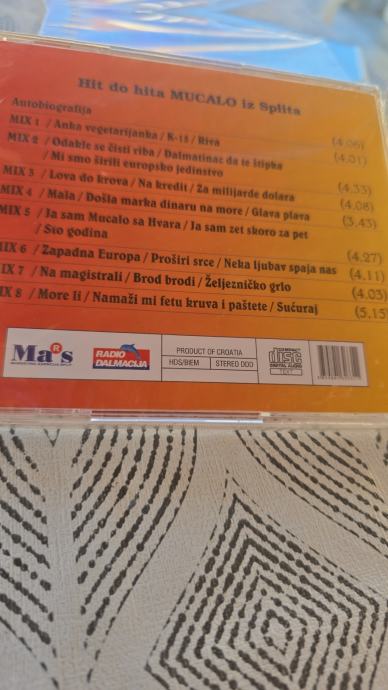 Hit do hita MUCALO iz Splita
Autobiografija
MIX 1 / Anka vegetarijanka / K-15 / Riva (4.06)
MIX 2 / Odakle se čisti riba / Dalmatinac da te štipka (4.01)
/ Mi smo širili europsko jedinstvo
MIX 3 / Lova do krova / Na kredit / Za milijarde dolara (4.33)
MIX 4 / Mala / Došla marka dinaru na more / Glava plava (4.08)
MIX 5 / Ja sam Mucalo sa Hvara / Ja sam zet skoro za pet (3.43)
/ Svo godina
MIX 6 / Zapadna Europa / Proširi srce / Neka ljubav spaja nas (4.27)
MIX 7 / Na magistrali / Brod brodi / Željezničko grlo (4.11)
MIX 8 / More li / Namaži mi fetu kruva i paštete / Sućuraj (4.03)
(5.15
MaRs
RADIO
DALMACIJA
PRODUCT OF CROATIA
HDS/BIEM
STEREO DDD
COMPACT
disc
DIGITAL AUDIO
TEXT